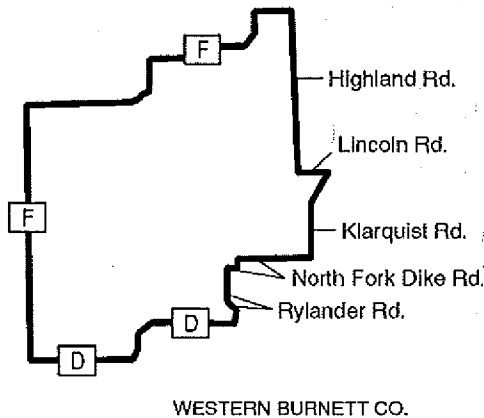 F
Highland Rd.
Lincoln Rd.
F
Klarquist Rd.
North Fork Dike Rd.
D
Rylander Rd.
D
WESTERN BURNETT CO.